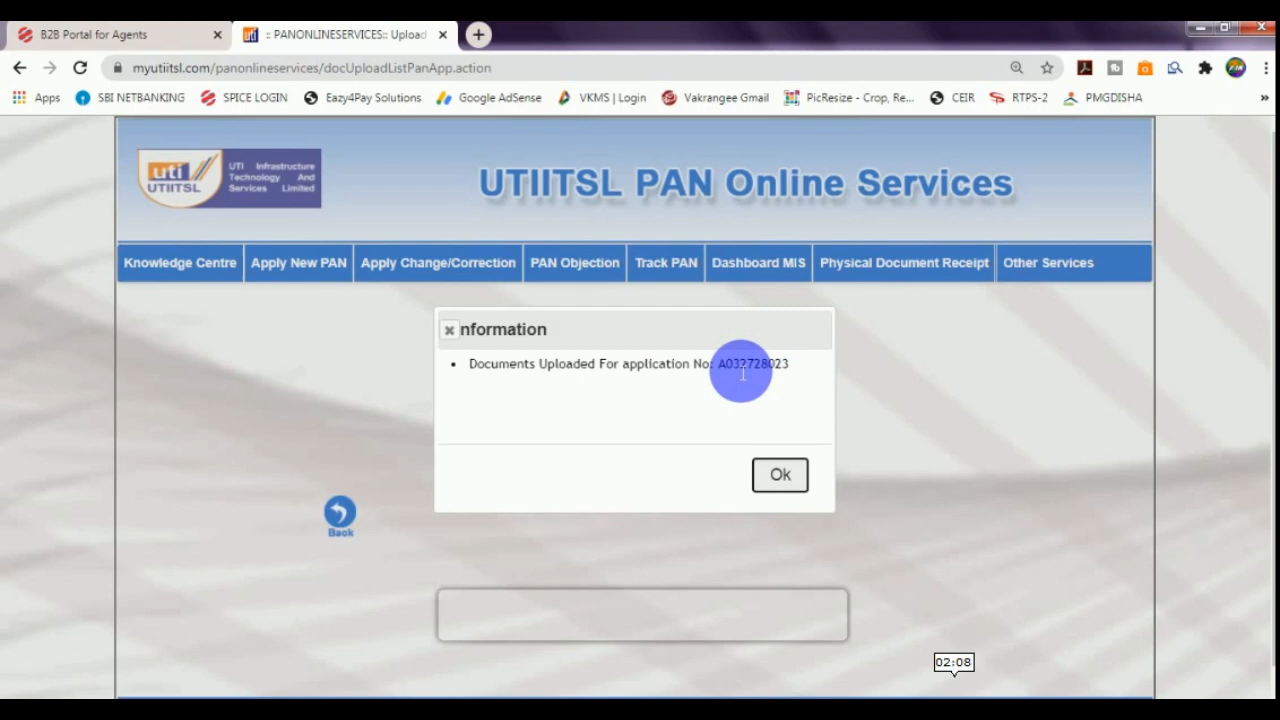 B2B Portal for Agents
:: PANONLINESERVICES:: Upload
myutiitsl.com/panonlineservices/docUploadListPanApp.action
Apps SBI NETBANKING SPICE LOGIN Eazy4Pay Solutions Google AdSense VKMS | Login Vakrangee Gmail PicResize - Crop, Re... CEIR RTPS-2 PMGDISHA »
uti
UTIITSL
UTI Infrastructure
Technology And
Services Limited
UTIITSL PAN Online Services
Knowledge Centre Apply New PAN Apply Change/Correction PAN Objection Track PAN Dashboard MIS Physical Document Receipt Other Services
nformation
• Documents Uploaded For application No: A032728023
Ok
Back
02:08